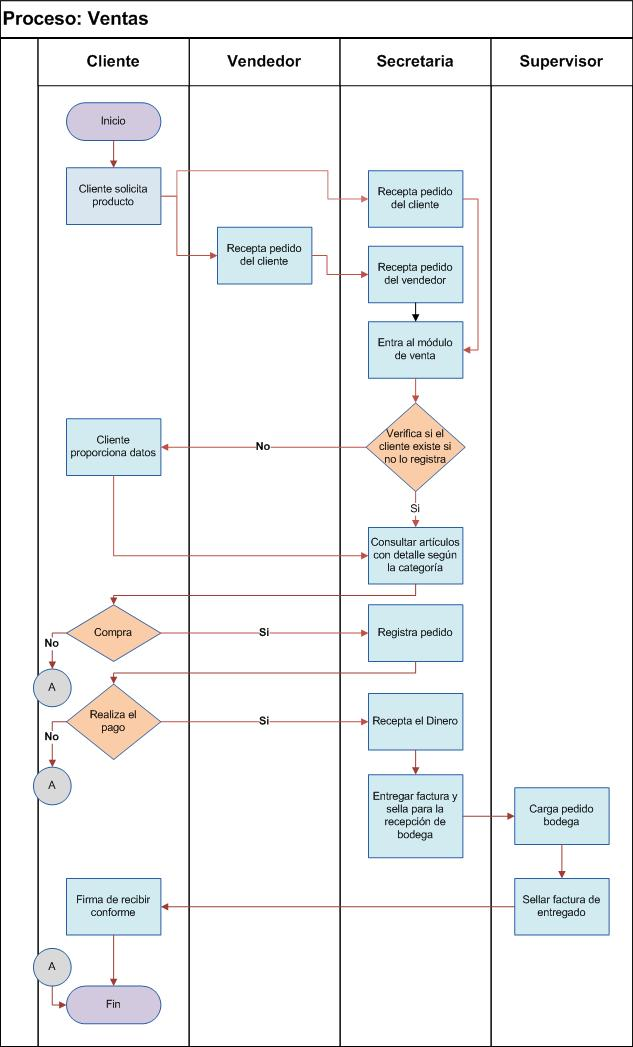 Proceso: Ventas
Cliente
Vendedor
Secretaria
Supervisor
Inicio
Cliente solicita
producto
Recepta pedido
del cliente
Recepta pedido
del cliente
Recepta pedido
del vendedor
Entra al módulo
de venta
Verifica si el
cliente existe si
no lo registra
No
Cliente
proporciona datos
Si
Consultar artículos
con detalle según
la categoría
Compra
Si
Registra pedido
No
A
Realiza el
pago
Si
Recepta el Dinero
No
A
Entregar factura y
sella para la
recepción de
bodega
Carga pedido
bodega
Firma de recibir
conforme
Sellar factura de
entregado
A
Fin